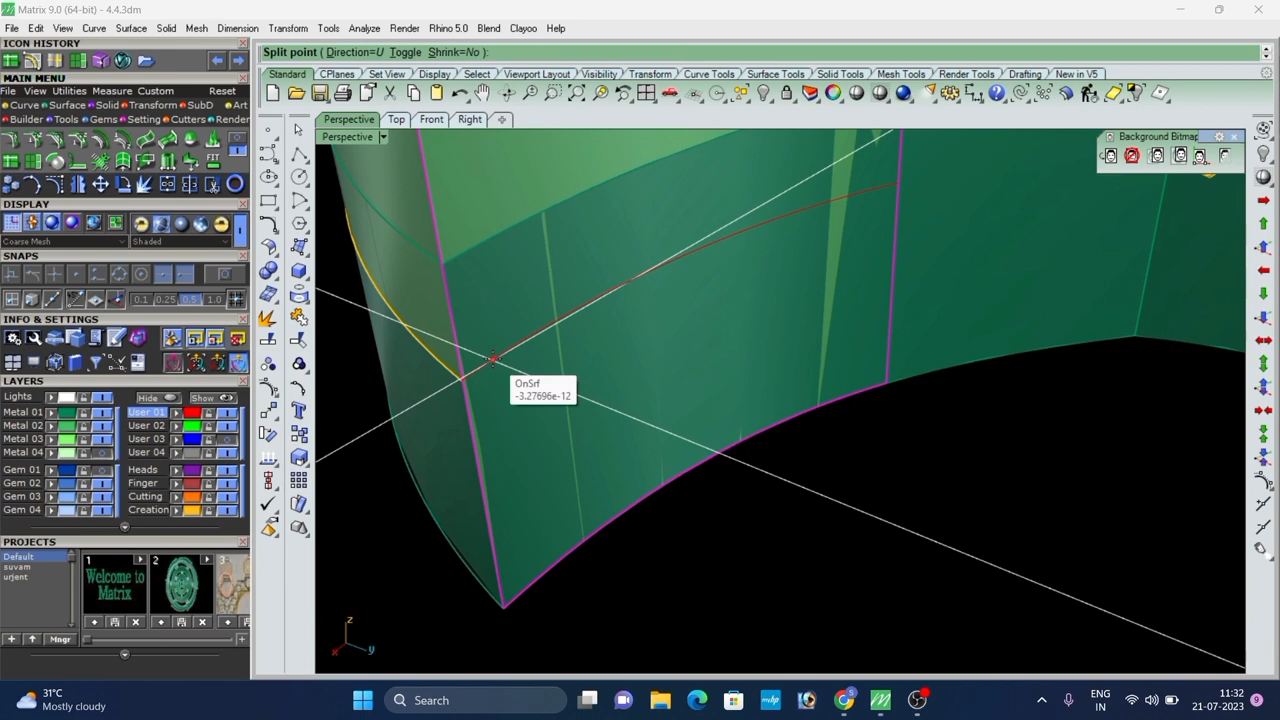 Matrix 9.0 (64-bit) - 4.4.3dm
File Edit View Curve Surface Solid Mesh Dimension Transform Tools Analyze Render Rhino 5.0 Blend Clayoo Help
ICON HISTORY
Split point ( Direction=U Toggle Shrink=No ):
MAIN MENU
Standard CPlanes Set View Display Select Viewport Layout Visibility Transform Curve Tools Surface Tools Solid Tools Mesh Tools Render Tools Drafting New in V5
File View Utilities Measure Custom Reset
Curve Surface Solid Transform SubD Art
Builder Tools Gems Setting Cutters Render
Perspective Top Front Right
Perspective
Background Bitmap
FIT
DISPLAY
Coarse Mesh Shaded
SNAPS
0.1 0.25 0.5 1.0
INFO & SETTINGS
LAYERS
Lights Hide Show
Metal 01 User 01
Metal 02 User 02
Metal 03 User 03
Metal 04 User 04
Gem 01 Heads
Gem 02 Finger
Gem 03 Cutting
Gem 04 Creation
OnSrf
-3.27696e-12
PROJECTS
Default
suvam
urjent
1 2 3
Welcome to
Matrix
Mngr
z
x y
31°C
Mostly cloudy
Search
ENG
IN
11:32
21-07-2023
9